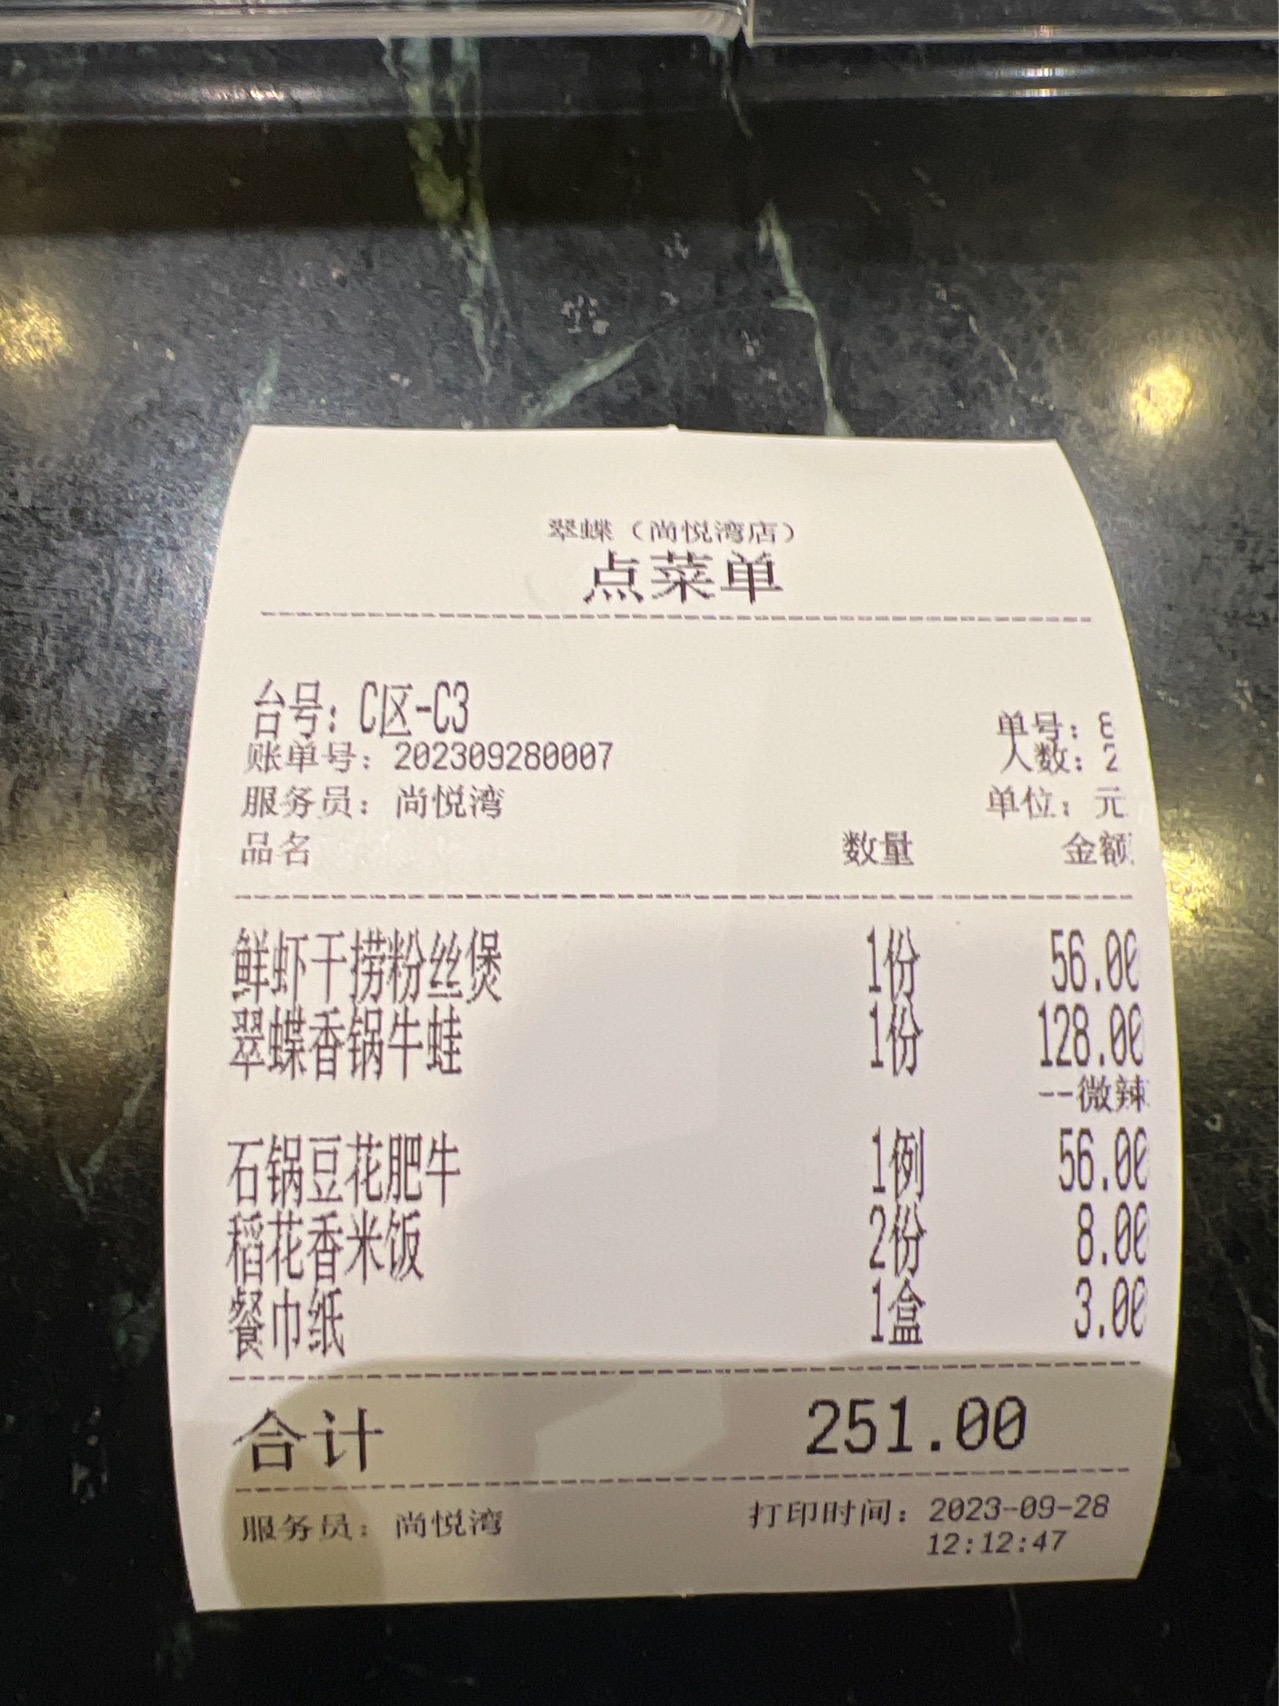 翠蝶（尚悦湾店）
点菜单
台号：C区-C3
单号：8
账单号：202309280007
人数：2
服务员：尚悦湾
单位：元
品名 数量 金额
鲜虾干捞粉丝煲 1份 56.00
翠蝶香锅牛蛙 1份 128.00
--微辣
石锅豆花肥牛 1例 56.00
稻花香米饭 2份 8.00
餐巾纸 1盒 3.00
合计 251.00
服务员：尚悦湾 打印时间：2023-09-28
12:12:47